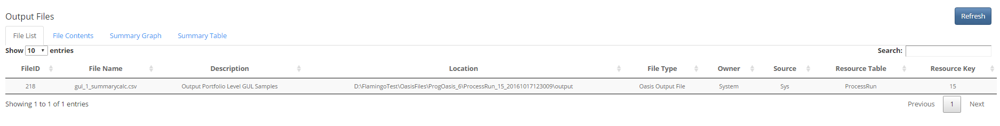 Output Files
Refresh
File List File Contents Summary Graph Summary Table
Show 10 entries Search:
FileID File Name Description Location File Type Owner Source Resource Table Resource Key
218 gul_1_summarycalc.csv Output Portfolio Level GUL Samples D:\FlamingoTest\OasisFiles\ProgOasis_6\ProcessRun_15_20161017123009\output Oasis Output File System Sys ProcessRun 15
Showing 1 to 1 of 1 entries Previous 1 Next